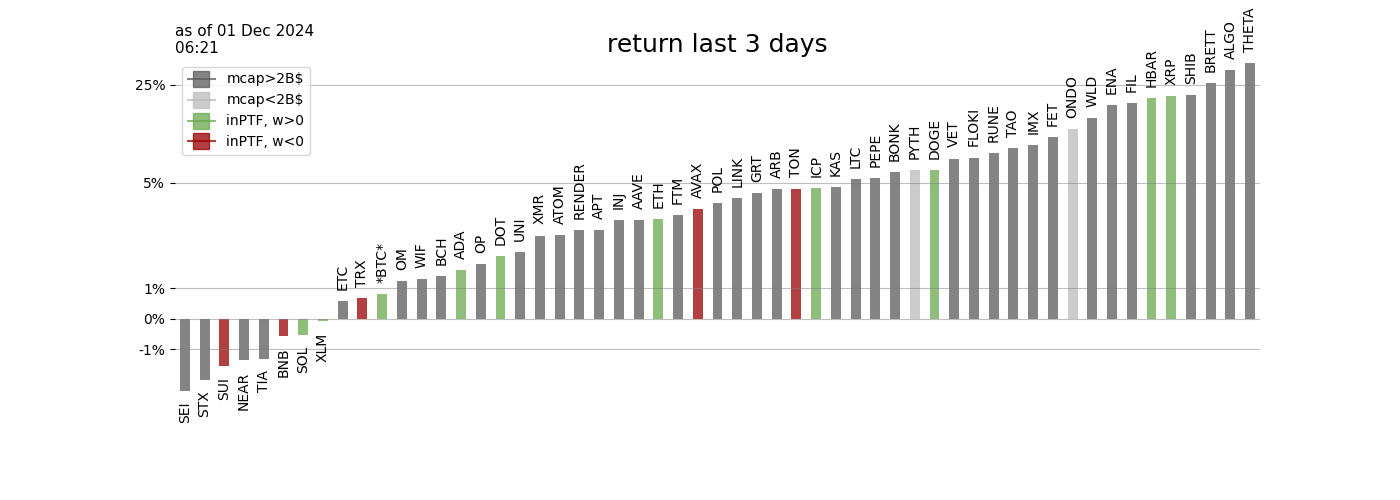 as of 01 Dec 2024
06:21
return last 3 days
mcap>2B$
mcap<2B$
inPTF, w>0
inPTF, w<0
25%
5%
1%
0%
-1%
SEI
STX
SUI
NEAR
TIA
BNB
SOL
XLM
ETC
TRX
*BTC*
OM
WIF
BCH
ADA
OP
DOT
UNI
XMR
ATOM
RENDER
APT
INJ
AAVE
ETH
FTM
AVAX
POL
LINK
GRT
ARB
TON
ICP
KAS
LTC
PEPE
BONK
PYTH
DOGE
VET
FLOKI
RUNE
TAO
IMX
FET
ONDO
WLD
ENA
FIL
HBAR
XRP
SHIB
BRETT
ALGO
THETA